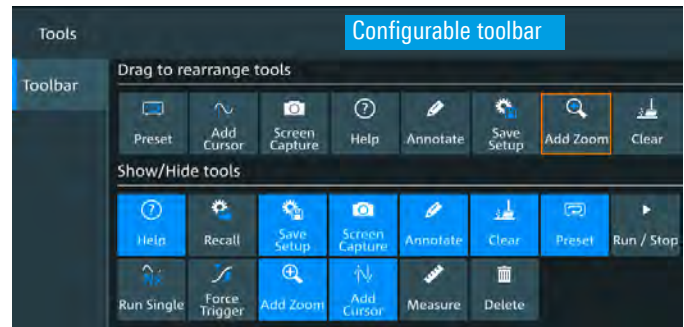 Tools
Configurable toolbar
Toolbar
Drag to rearrange tools
Preset
Add
Cursor
Screen
Capture
?
Help
Annotate
Save
Setup
Add Zoom
Clear
Show/Hide tools
?
Help
Recall
Save
Setup
Screen
Capture
Annotate
Clear
Preset
Run / Stop
Run Single
Force
Trigger
Add Zoom
Add
Cursor
Measure
Delete